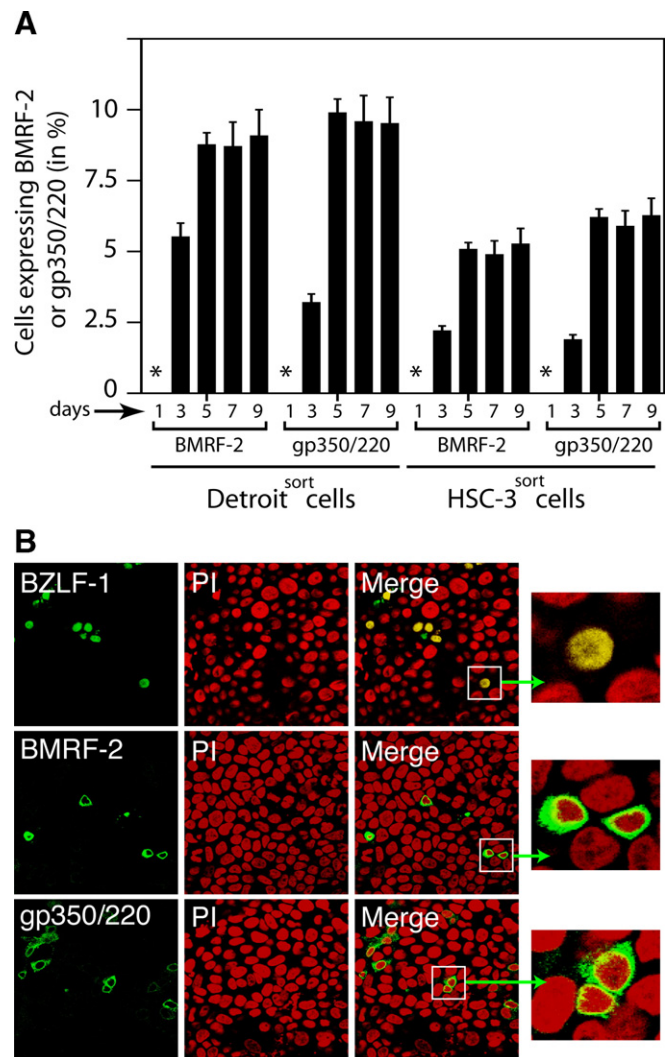 A
Cells expressing BMRF-2
or gp350/220 (in %)
10
7.5
5
2.5
0
* * * *
days 1 3 5 7 9 1 3 5 7 9 1 3 5 7 9 1 3 5 7 9
BMRF-2 gp350/220 BMRF-2 gp350/220
Detroit sort cells HSC-3 sort cells
B
BZLF-1 PI Merge
BMRF-2 PI Merge
gp350/220 PI Merge